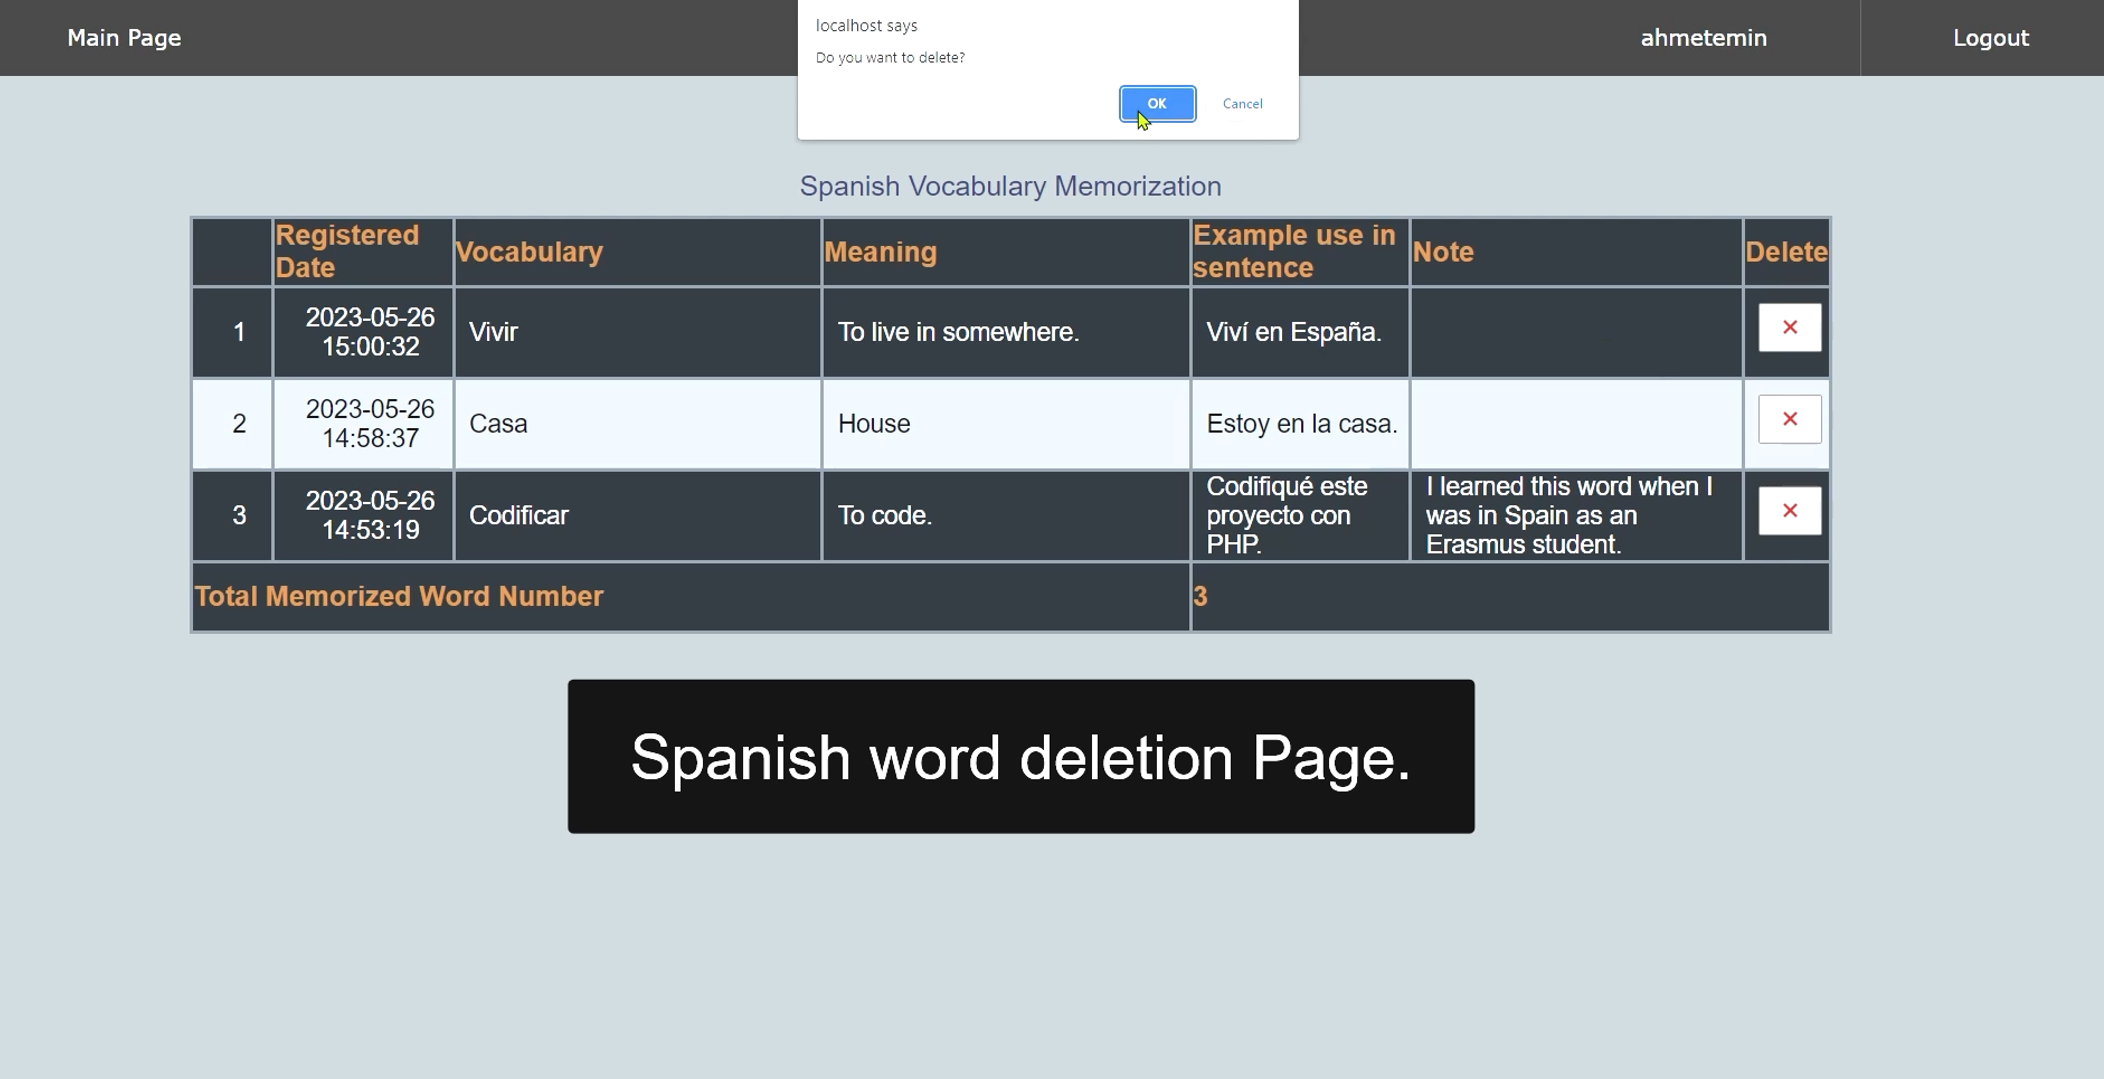 Main Page
localhost says
Do you want to delete?
OK Cancel
ahmetemin
Logout
Spanish Vocabulary Memorization
Registered Date Vocabulary Meaning Example use in sentence Note Delete
1 2023-05-26 15:00:32 Vivir To live in somewhere. Viví en España. ✕
2 2023-05-26 14:58:37 Casa House Estoy en la casa. ✕
3 2023-05-26 14:53:19 Codificar To code. Codifiqué este proyecto con PHP. I learned this word when I was in Spain as an Erasmus student. ✕
Total Memorized Word Number 3
Spanish word deletion Page.